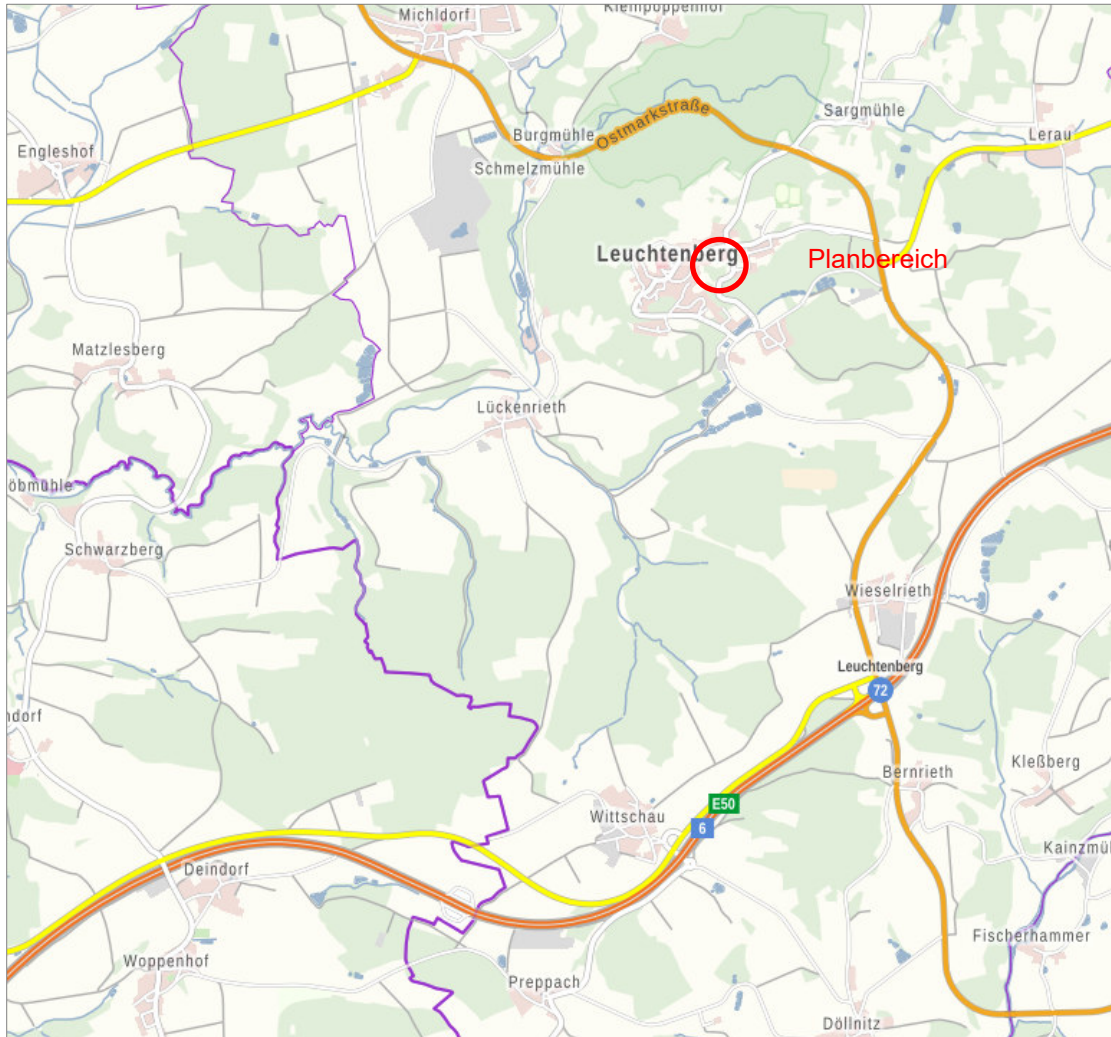 Michldorf
Kleinpoppenhof
Ostmarkstraße
Sargmühle
Burgmühle
Lerau
Engleshof
Schmelzmühle
Leuchtenberg
Planbereich
Matzlesberg
Lückenrieth
öbmühle
Schwarzberg
Wieselrieth
Leuchtenberg
72
ndorf
Kleßberg
Bernrieth
E50
Wittschau
6
Kainzmül
Deindorf
Fischerhammer
Woppenhof
Preppach
Döllnitz